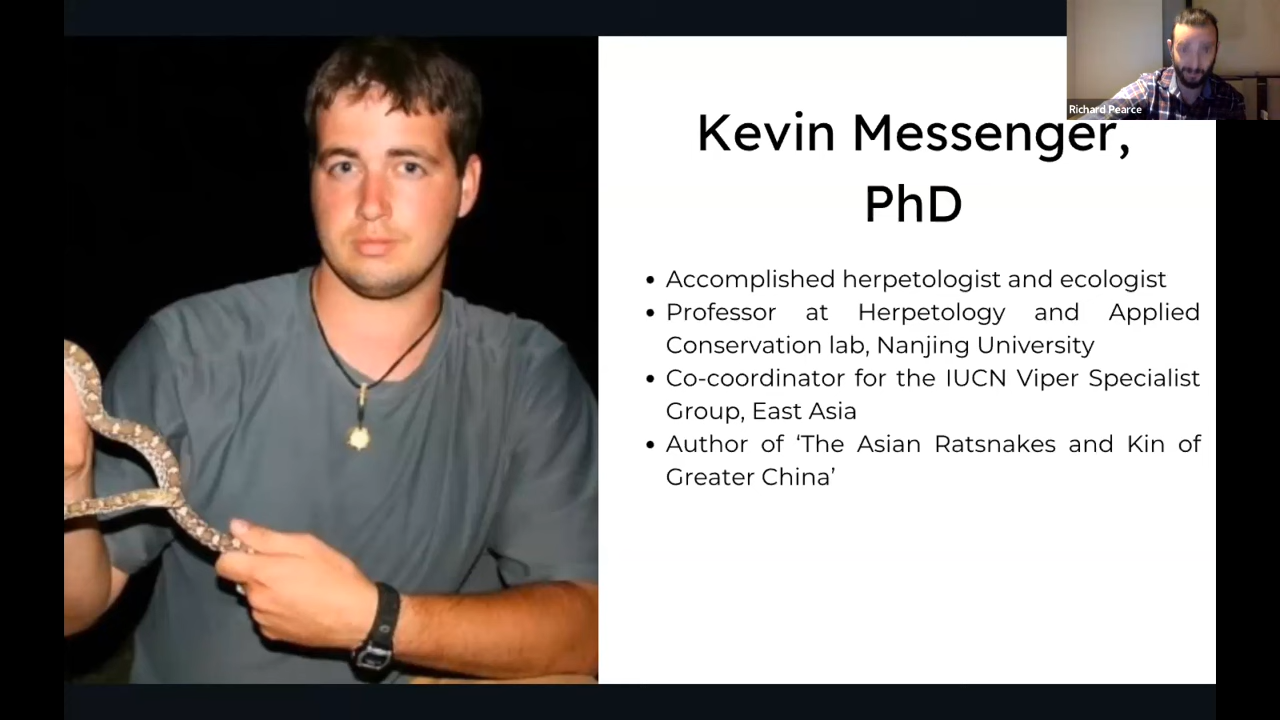 Richard Pearce
Kevin Messenger,
PhD
• Accomplished herpetologist and ecologist
• Professor at Herpetology and Applied
Conservation lab, Nanjing University
• Co-coordinator for the IUCN Viper Specialist
Group, East Asia
• Author of ‘The Asian Ratsnakes and Kin of
Greater China’